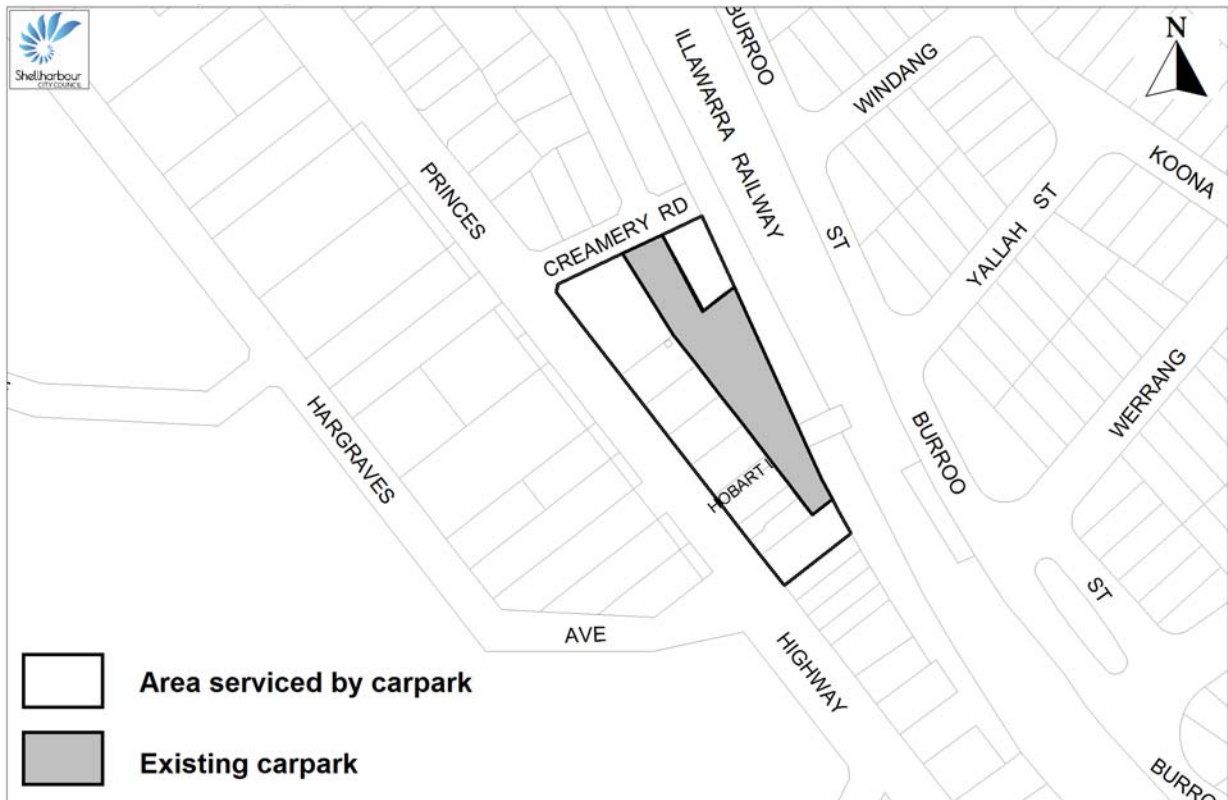 Shellharbour
CITY COUNCIL
N
BURROO
ILLAWARRA RAILWAY
WINDANG
KOONA
PRINCES
CREAMERY RD
ST
YALLAH ST
WERRANG
HARGRAVES
BURROO
HOBART L
ST
AVE
HIGHWAY
Area serviced by carpark
Existing carpark
BURRO